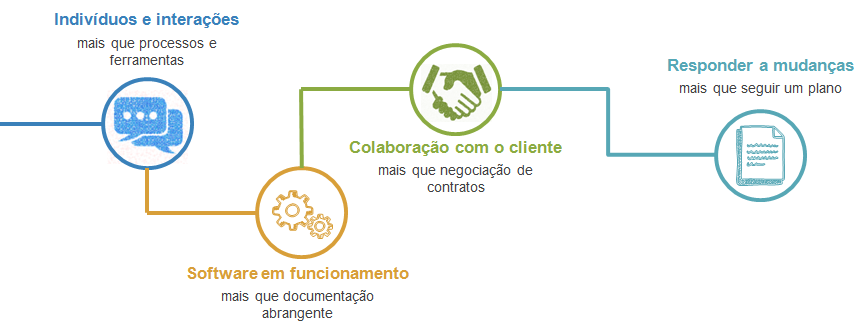 Indivíduos e interações
mais que processos e
ferramentas
Software em funcionamento
mais que documentação
abrangente
Colaboração com o cliente
mais que negociação de
contratos
Responder a mudanças
mais que seguir um plano